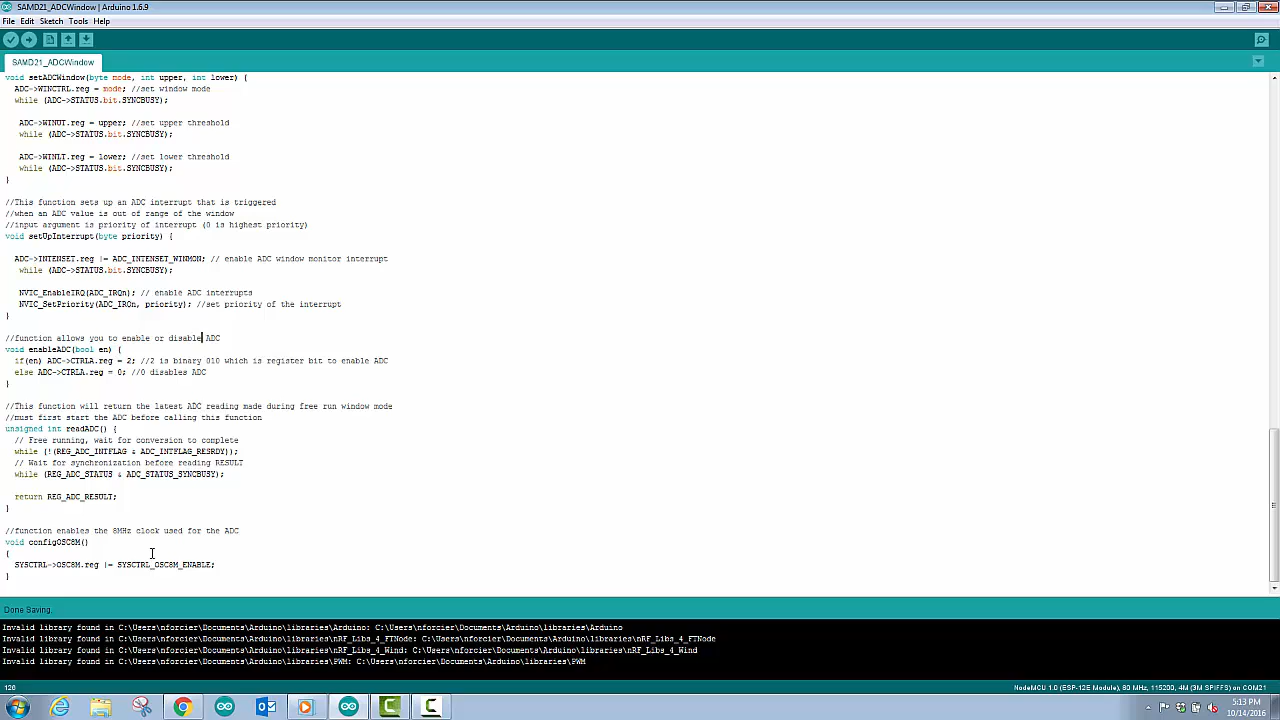 SAMD21_ADCWindow | Arduino 1.6.9
File Edit Sketch Tools Help
SAMD21_ADCWindow
void setADCWindow(byte mode, int upper, int lower) {
ADC->WINCTRL.reg = mode; //set window mode
while (ADC->STATUS.bit.SYNCBUSY);
ADC->WINUT.reg = upper; //set upper threshold
while (ADC->STATUS.bit.SYNCBUSY);
ADC->WINLT.reg = lower; //set lower threshold
while (ADC->STATUS.bit.SYNCBUSY);
}
//This function sets up an ADC interrupt that is triggered
//when an ADC value is out of range of the window
//input argument is priority of interrupt (0 is highest priority)
void setUpInterrupt(byte priority) {
ADC->INTENSET.reg |= ADC_INTENSET_WINMON; // enable ADC window monitor interrupt
while (ADC->STATUS.bit.SYNCBUSY);
NVIC_EnableIRQ(ADC_IRQn); // enable ADC interrupts
NVIC_SetPriority(ADC_IRQn, priority); //set priority of the interrupt
}
//function allows you to enable or disable ADC
void enableADC(bool en) {
if(en) ADC->CTRLA.reg = 2; //2 is binary 010 which is register bit to enable ADC
else ADC->CTRLA.reg = 0; //0 disables ADC
}
//This function will return the latest ADC reading made during free run window mode
//must first start the ADC before calling this function
unsigned int readADC() {
// Free running, wait for conversion to complete
while (!(REG_ADC_INTFLAG & ADC_INTFLAG_RESRDY));
// Wait for synchronization before reading RESULT
while (REG_ADC_STATUS & ADC_STATUS_SYNCBUSY);
return REG_ADC_RESULT;
}
//function enables the 8MHz clock used for the ADC
void configOSC8M()
{
SYSCTRL->OSC8M.reg |= SYSCTRL_OSC8M_ENABLE;
}
Done Saving.
Invalid library found in C:\Users\nforcier\Documents\Arduino\libraries\Arduino: C:\Users\nforcier\Documents\Arduino\libraries\Arduino
Invalid library found in C:\Users\nforcier\Documents\Arduino\libraries\nRF_Libs_4_FTNode: C:\Users\nforcier\Documents\Arduino\libraries\nRF_Libs_4_FTNode
Invalid library found in C:\Users\nforcier\Documents\Arduino\libraries\nRF_Libs_4_Wind: C:\Users\nforcier\Documents\Arduino\libraries\nRF_Libs_4_Wind
Invalid library found in C:\Users\nforcier\Documents\Arduino\libraries\PWM: C:\Users\nforcier\Documents\Arduino\libraries\PWM
126 NodeMCU 1.0 (ESP-12E Module), 80 MHz, 115200, 4M (3M SPIFFS) on COM21
5:13 PM
10/14/2016